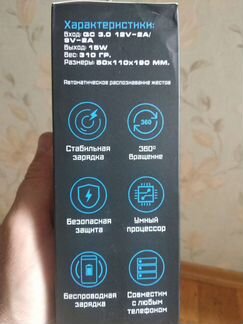 Характеристики:
Вход: QC 3.0 12V-2A/
9V-2A
Выход: 15W
Вес: 310 ГР.
Размеры: 80x110x190 ММ.
Автоматическое распознавание жестов
360
Стабильная
зарядка
360°
Вращение
Безопасная
защита
Умный
процессор
Беспроводная
зарядка
Совместим
с любым
телефоном